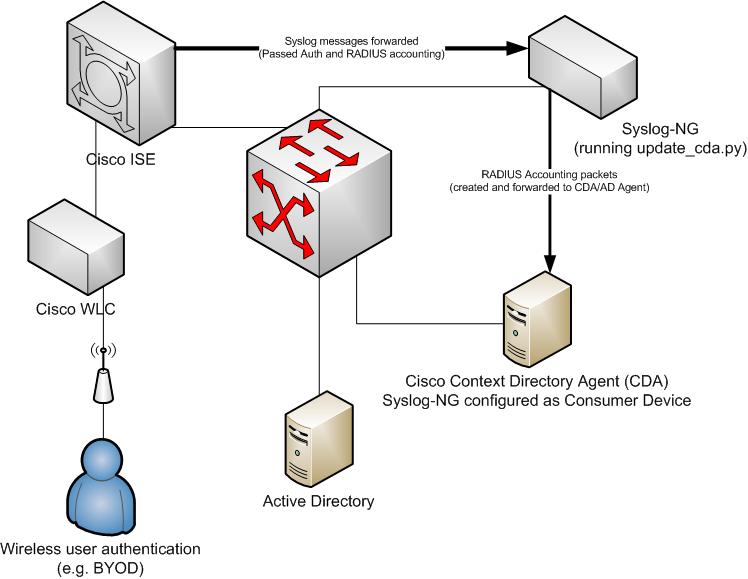 Syslog messages forwarded
(Passed Auth and RADIUS accounting)
Cisco ISE
Syslog-NG
(running update_cda.py)
RADIUS Accounting packets
(created and forwarded to CDA/AD Agent)
Cisco WLC
Cisco Context Directory Agent (CDA)
Syslog-NG configured as Consumer Device
Active Directory
Wireless user authentication
(e.g. BYOD)